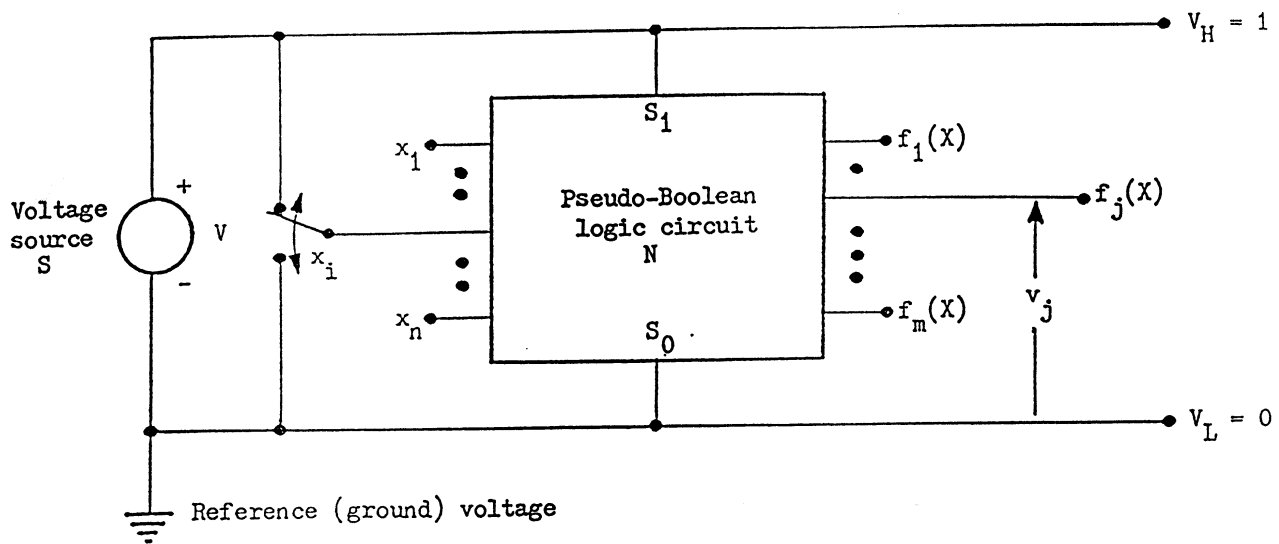 V_H = 1
S_1
x_1
f_1(X)
Voltage
source
S
+
V
-
x_i
Pseudo-Boolean
logic circuit
N
f_j(X)
v_j
x_n
f_m(X)
S_0
V_L = 0
Reference (ground) voltage